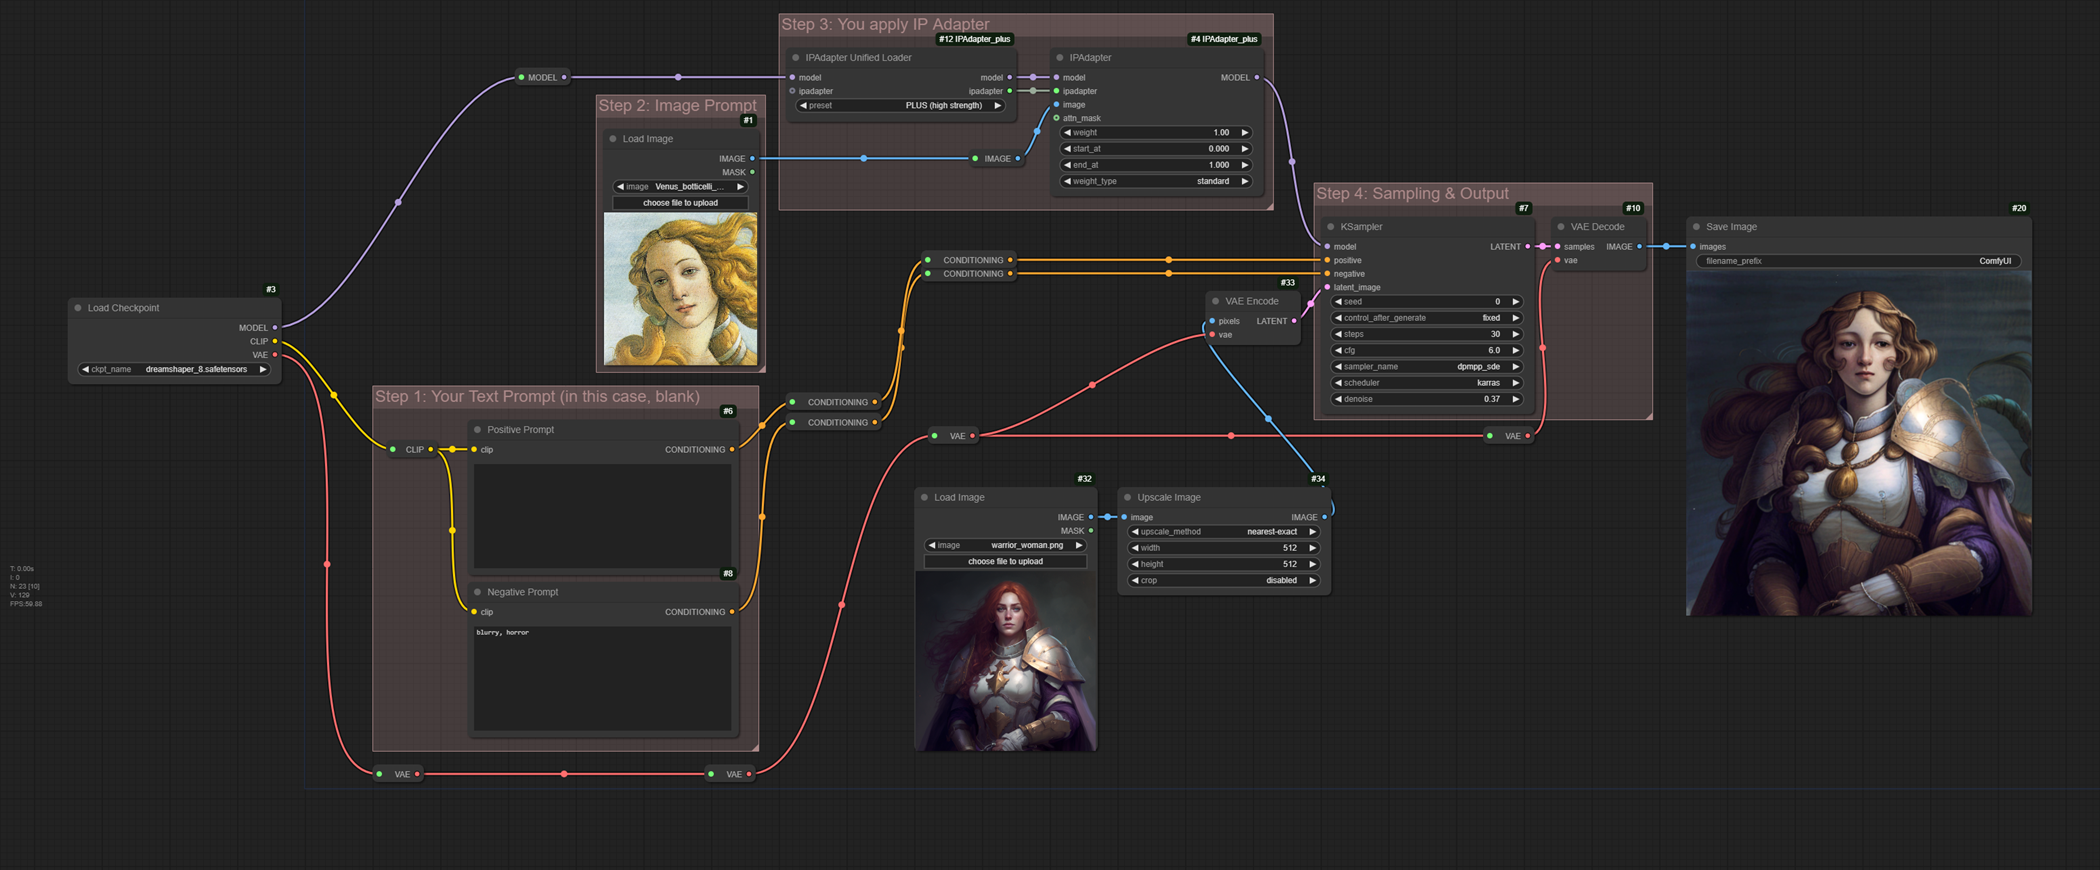 Step 3: You apply IP Adapter
#12 IPAdapter_plus
IPAdapter Unified Loader
model model
ipadapter ipadapter
preset PLUS (high strength)
#4 IPAdapter_plus
IPAdapter
model MODEL
ipadapter
image
attn_mask
weight 1.00
start_at 0.000
end_at 1.000
weight_type standard
MODEL
IMAGE
Step 2: Image Prompt
#1
Load Image
IMAGE
MASK
image Venus_botticelli_...
choose file to upload
Step 4: Sampling & Output
#7
KSampler
model LATENT
positive
negative
latent_image
seed 0
control_after_generate fixed
steps 30
cfg 6.0
sampler_name dpmpp_sde
scheduler karras
denoise 0.37
#10
VAE Decode
samples IMAGE
vae
#20
Save Image
images
filename_prefix ComfyUI
CONDITIONING
CONDITIONING
#33
VAE Encode
pixels LATENT
vae
#3
Load Checkpoint
MODEL
CLIP
VAE
ckpt_name dreamshaper_8.safetensors
Step 1: Your Text Prompt (in this case, blank)
#6
Positive Prompt
clip CONDITIONING
CLIP
#8
Negative Prompt
clip CONDITIONING
blurry, horror
CONDITIONING
CONDITIONING
VAE
VAE
#32
Load Image
IMAGE
MASK
image warrior_woman.png
choose file to upload
#34
Upscale Image
image IMAGE
upscale_method nearest-exact
width 512
height 512
crop disabled
VAE
VAE
T: 0.00s
I: 0
N: 23 [10]
V: 129
FPS:59.88